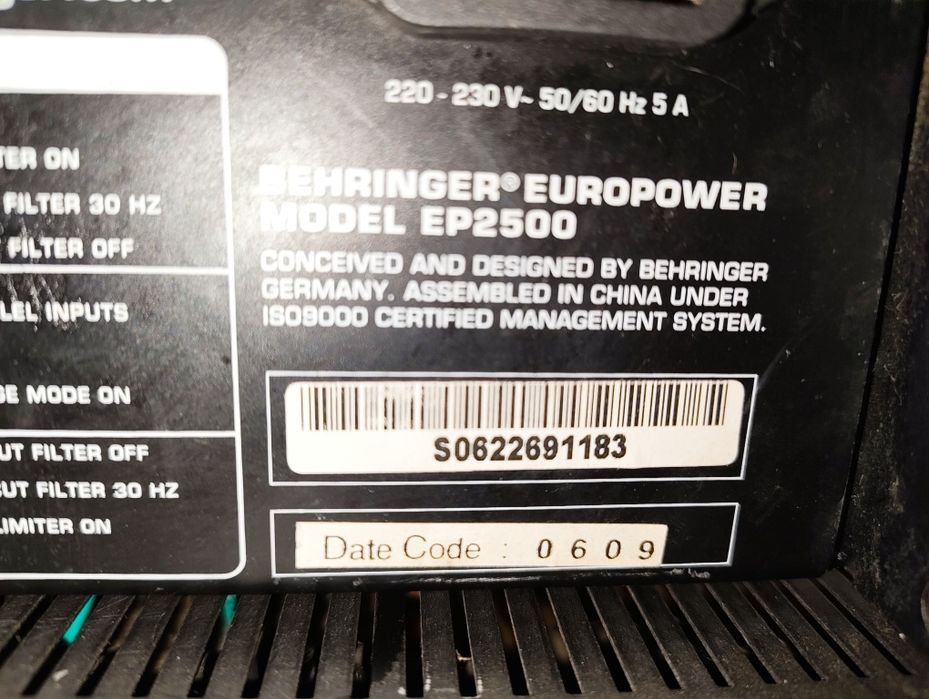 220 - 230 V~ 50/60 Hz 5 A
TER ON
FILTER 30 HZ
FILTER OFF
LEL INPUTS
GE MODE ON
UT FILTER OFF
CUT FILTER 30 HZ
LIMITER ON
BEHRINGER® EUROPOWER
MODEL EP2500
CONCEIVED AND DESIGNED BY BEHRINGER
GERMANY. ASSEMBLED IN CHINA UNDER
ISO9000 CERTIFIED MANAGEMENT SYSTEM.
S0622691183
Date Code : 0609